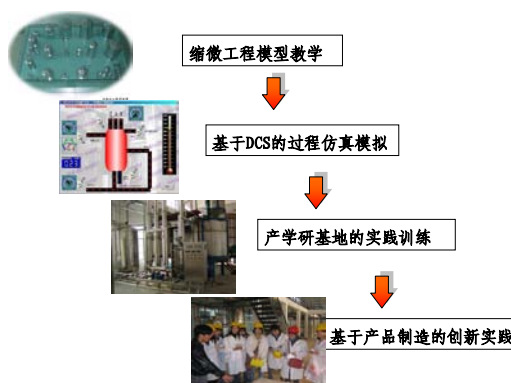 缩微工程模型教学
基于DCS的过程仿真模拟
产学研基地的实践训练
基于产品制造的创新实践